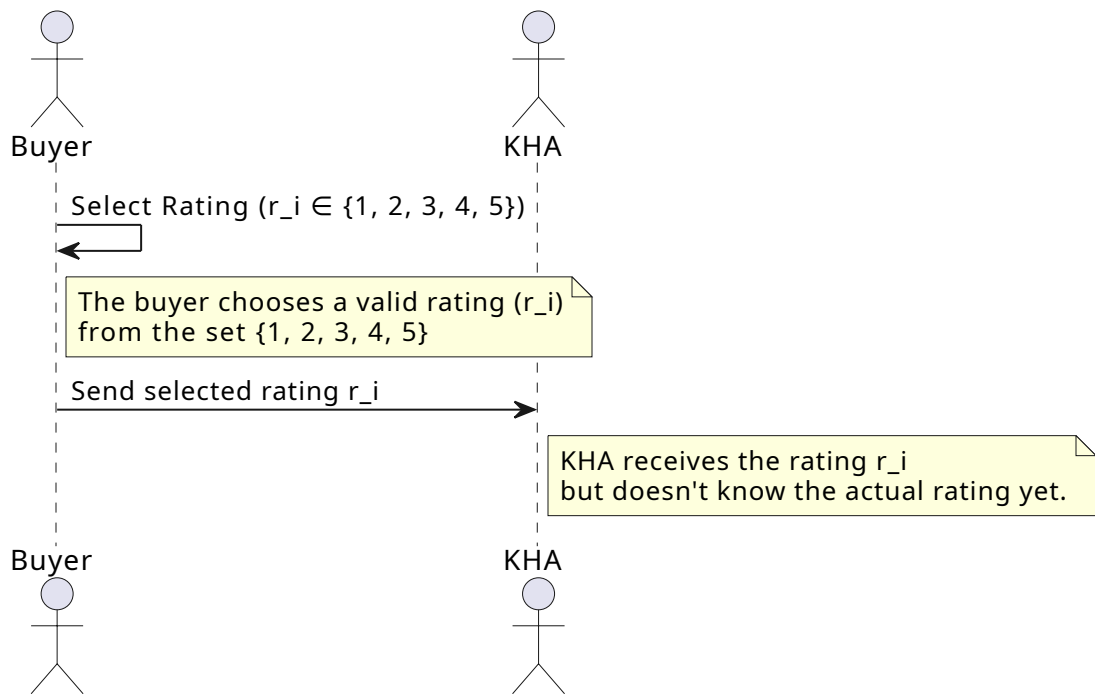 Buyer
KHA
Select Rating (r_i ∈ {1, 2, 3, 4, 5})
The buyer chooses a valid rating (r_i)
from the set {1, 2, 3, 4, 5}
Send selected rating r_i
KHA receives the rating r_i
but doesn't know the actual rating yet.
Buyer
KHA